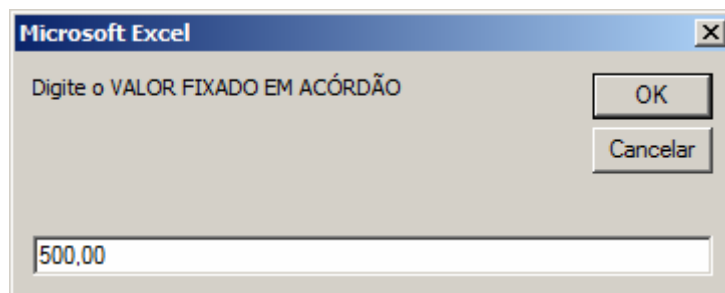 Microsoft Excel
Digite o VALOR FIXADO EM ACÓRDÃO
OK
Cancelar
500,00